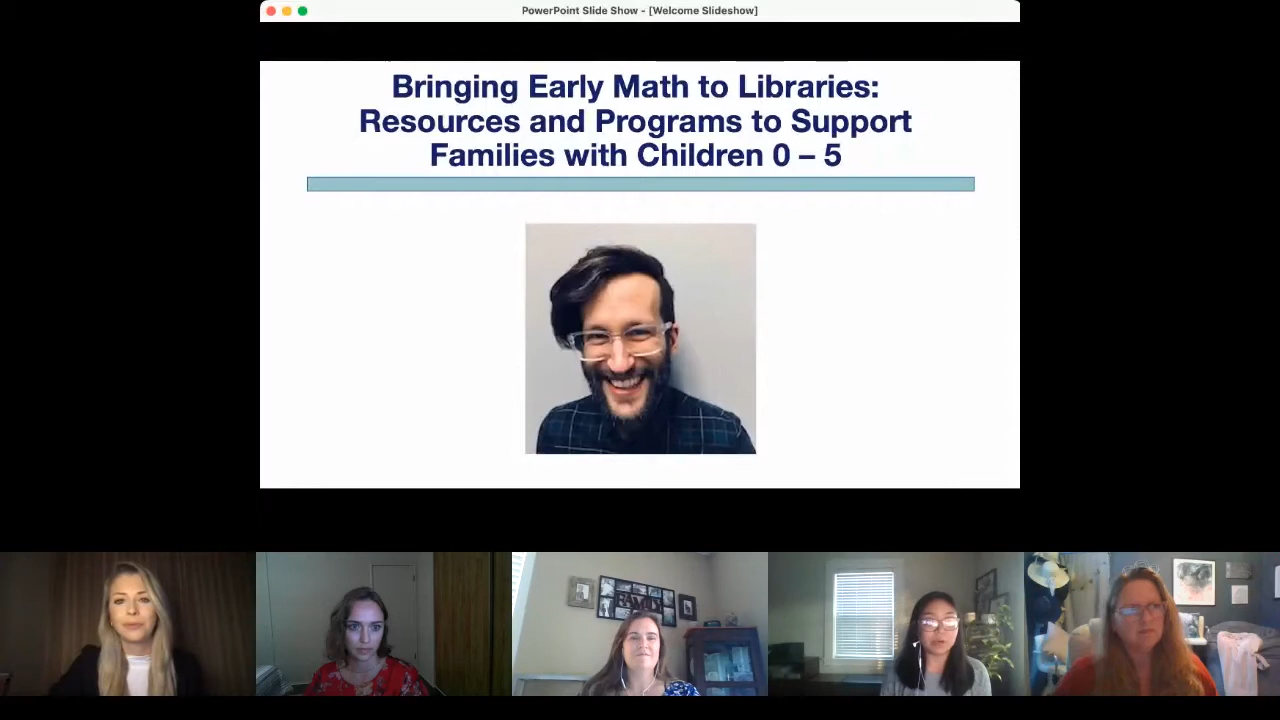 PowerPoint Slide Show - [Welcome Slideshow]
Bringing Early Math to Libraries:
Resources and Programs to Support
Families with Children 0 – 5
FAMILY